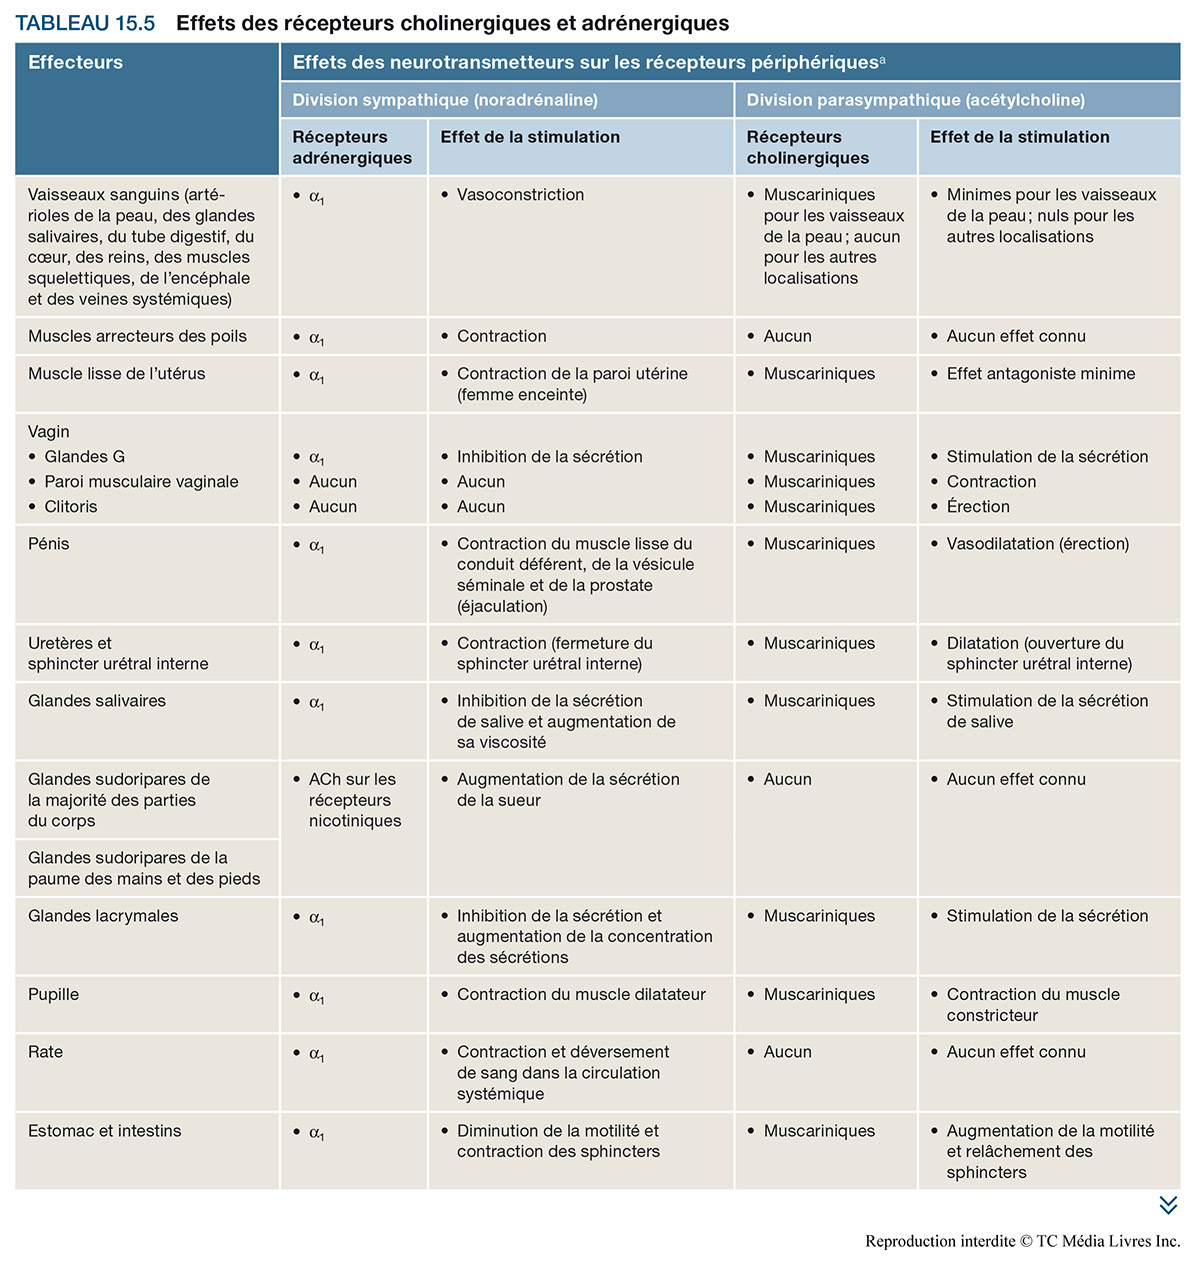 TABLEAU 15.5 Effets des récepteurs cholinergiques et adrénergiques
Effecteurs
Effets des neurotransmetteurs sur les récepteurs périphériquesᵃ
Division sympathique (noradrénaline)
Division parasympathique (acétylcholine)
Récepteurs
adrénergiques
Effet de la stimulation
Récepteurs
cholinergiques
Effet de la stimulation
Vaisseaux sanguins (arté-
rioles de la peau, des glandes
salivaires, du tube digestif, du
cœur, des reins, des muscles
squelettiques, de l'encéphale
et des veines systémiques)
• α₁
• Vasoconstriction
• Muscariniques
pour les vaisseaux
de la peau ; aucun
pour les autres
localisations
• Minimes pour les vaisseaux
de la peau ; nuls pour les
autres localisations
Muscles arrecteurs des poils
• α₁
• Contraction
• Aucun
• Aucun effet connu
Muscle lisse de l'utérus
• α₁
• Contraction de la paroi utérine
(femme enceinte)
• Muscariniques
• Effet antagoniste minime
Vagin
• Glandes G
• α₁
• Inhibition de la sécrétion
• Muscariniques
• Stimulation de la sécrétion
• Paroi musculaire vaginale
• Aucun
• Aucun
• Muscariniques
• Contraction
• Clitoris
• Aucun
• Aucun
• Muscariniques
• Érection
Pénis
• α₁
• Contraction du muscle lisse du
conduit déférent, de la vésicule
séminale et de la prostate
(éjaculation)
• Muscariniques
• Vasodilatation (érection)
Uretères et
sphincter urétral interne
• α₁
• Contraction (fermeture du
sphincter urétral interne)
• Muscariniques
• Dilatation (ouverture du
sphincter urétral interne)
Glandes salivaires
• α₁
• Inhibition de la sécrétion
de salive et augmentation de
sa viscosité
• Muscariniques
• Stimulation de la sécrétion
de salive
Glandes sudoripares de
la majorité des parties
du corps
• ACh sur les
récepteurs
nicotiniques
• Augmentation de la sécrétion
de la sueur
• Aucun
• Aucun effet connu
Glandes sudoripares de la
paume des mains et des pieds
Glandes lacrymales
• α₁
• Inhibition de la sécrétion et
augmentation de la concentration
des sécrétions
• Muscariniques
• Stimulation de la sécrétion
Pupille
• α₁
• Contraction du muscle dilatateur
• Muscariniques
• Contraction du muscle
constricteur
Rate
• α₁
• Contraction et déversement
de sang dans la circulation
systémique
• Aucun
• Aucun effet connu
Estomac et intestins
• α₁
• Diminution de la motilité et
contraction des sphincters
• Muscariniques
• Augmentation de la motilité
et relâchement des
sphincters
Reproduction interdite © TC Média Livres Inc.